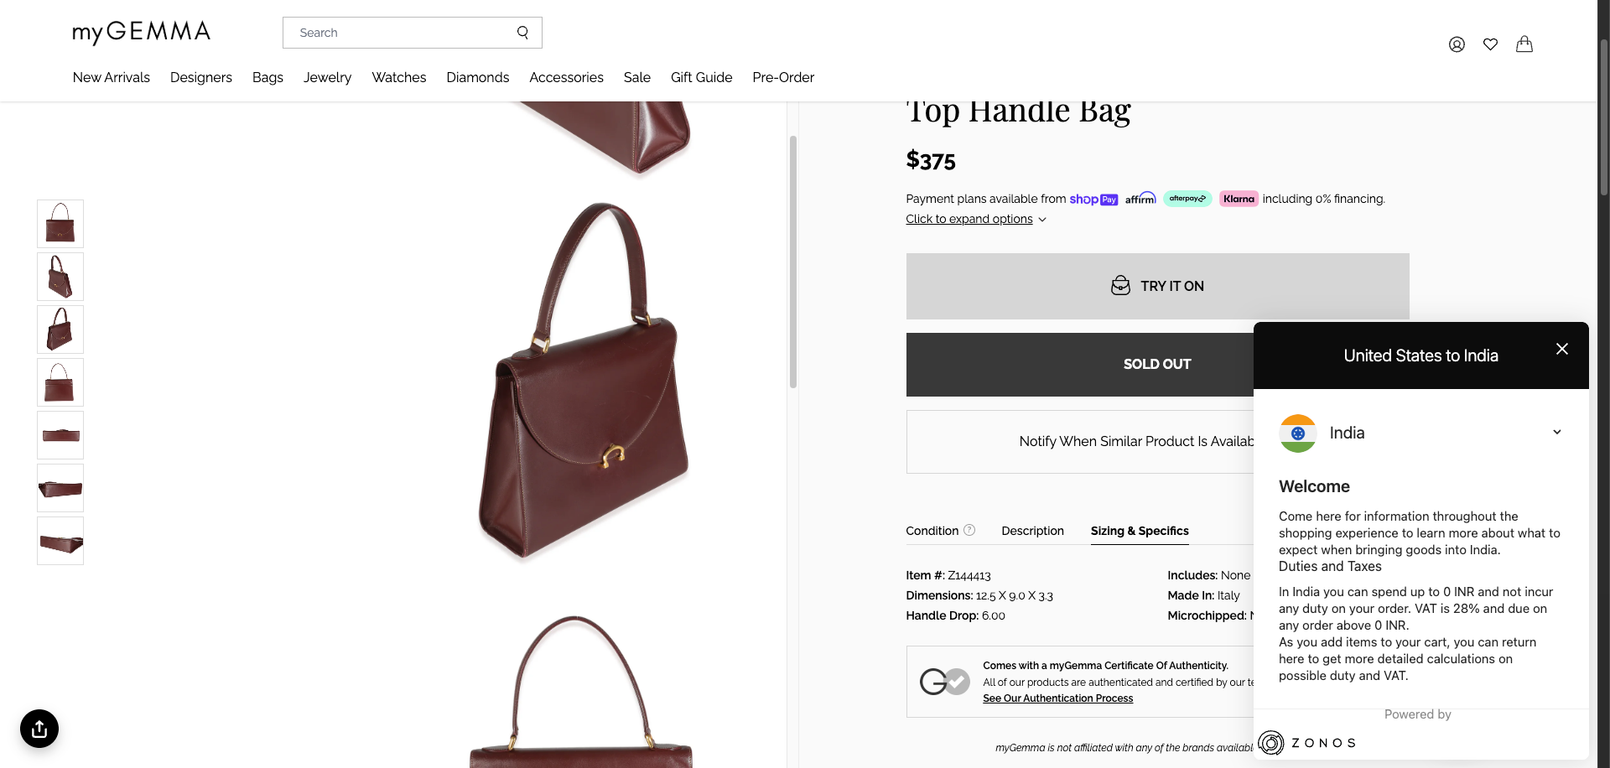 myGEMMA
Search
New Arrivals Designers Bags Jewelry Watches Diamonds Accessories Sale Gift Guide Pre-Order
Top Handle Bag
$375
Payment plans available from shop Pay affirm afterpay Klarna including 0% financing.
Click to expand options
TRY IT ON
SOLD OUT
Notify When Similar Product Is Availab
Condition ? Description Sizing & Specifics
Item #: Z144413
Dimensions: 12.5 X 9.0 X 3.3
Handle Drop: 6.00
Includes: None
Made In: Italy
Microchipped:
Comes with a myGemma Certificate Of Authenticity.
All of our products are authenticated and certified by our te
See Our Authentication Process
myGemma is not affiliated with any of the brands availabl
United States to India
India
Welcome
Come here for information throughout the
shopping experience to learn more about what to
expect when bringing goods into India.
Duties and Taxes
In India you can spend up to 0 INR and not incur
any duty on your order. VAT is 28% and due on
any order above 0 INR.
As you add items to your cart, you can return
here to get more detailed calculations on
possible duty and VAT.
Powered by
ZONOS